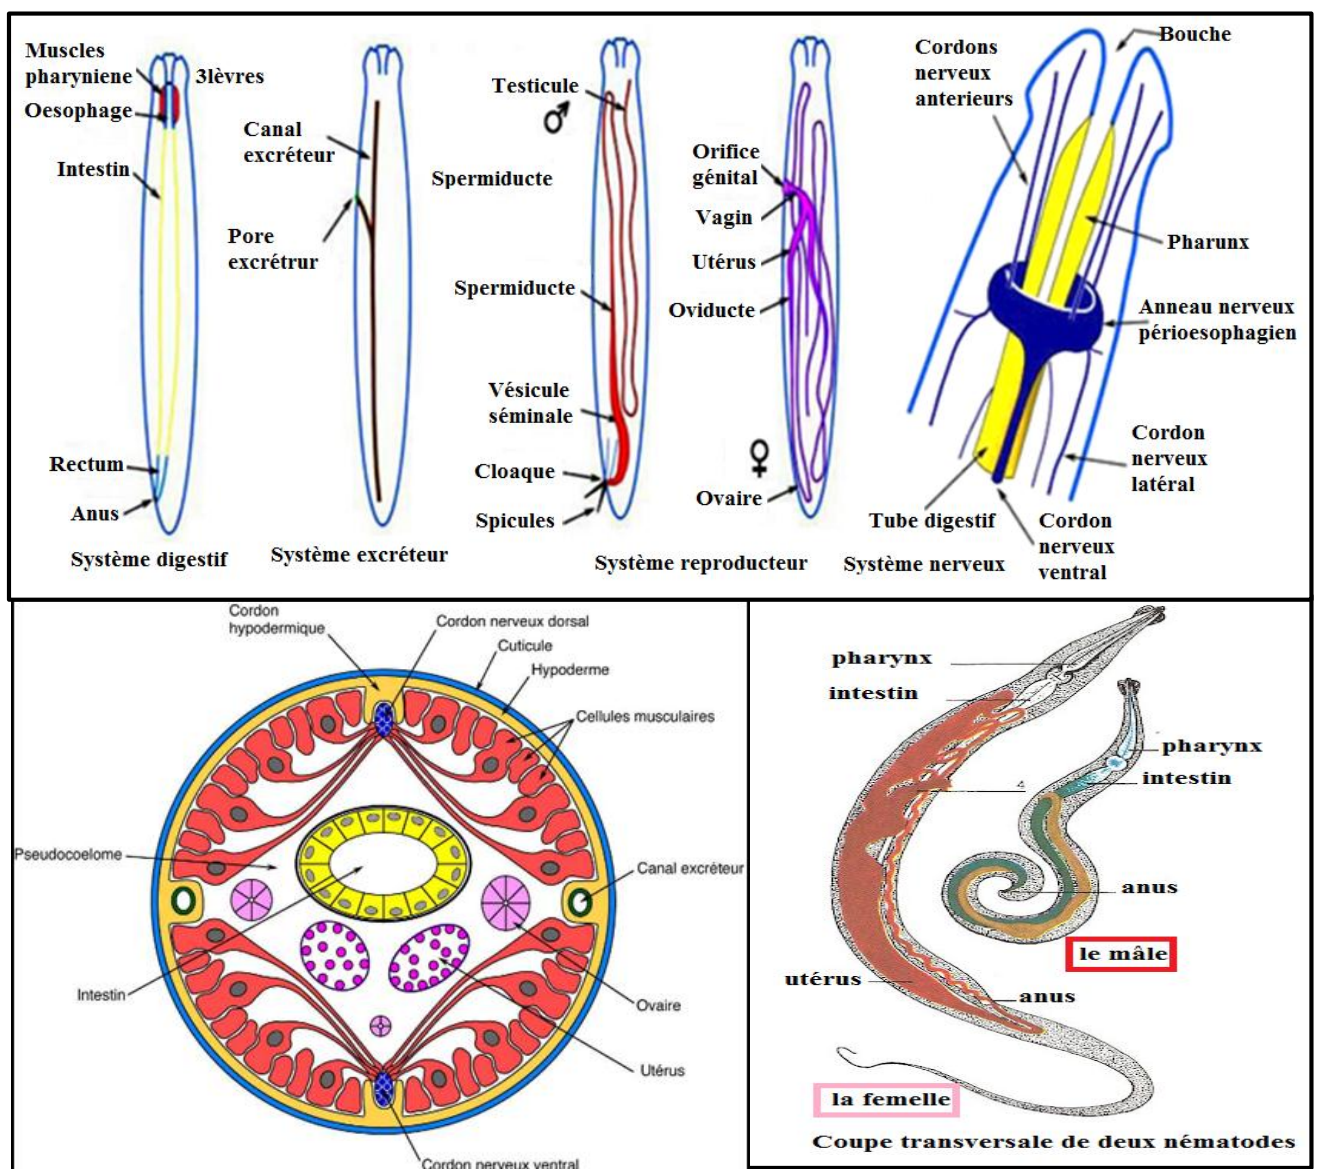 Muscles
pharyniene
3lèvres
Oesophage
Intestin
Rectum
Anus
Système digestif
Canal
excréteur
Pore
excrétrur
Système excréteur
Testicule
♂
Spermiducte
Spermiducte
Vésicule
séminale
Cloaque
Spicules
Orifice
génital
Vagin
Utérus
Oviducte
♀
Ovaire
Système reproducteur
Cordons
nerveux
anterieurs
Bouche
Pharunx
Anneau nerveux
périoesophagien
Cordon
nerveux
latéral
Tube digestif
Cordon
nerveux
ventral
Système nerveux
Cordon
hypodermique
Cordon nerveux dorsal
Cuticule
Hypoderme
Cellules musculaires
Pseudocoelome
Canal excréteur
Intestin
Ovaire
Utérus
Cordon nerveux ventral
pharynx
intestin
4
pharynx
intestin
anus
le mâle
utérus
anus
la femelle
Coupe transversale de deux nématodes